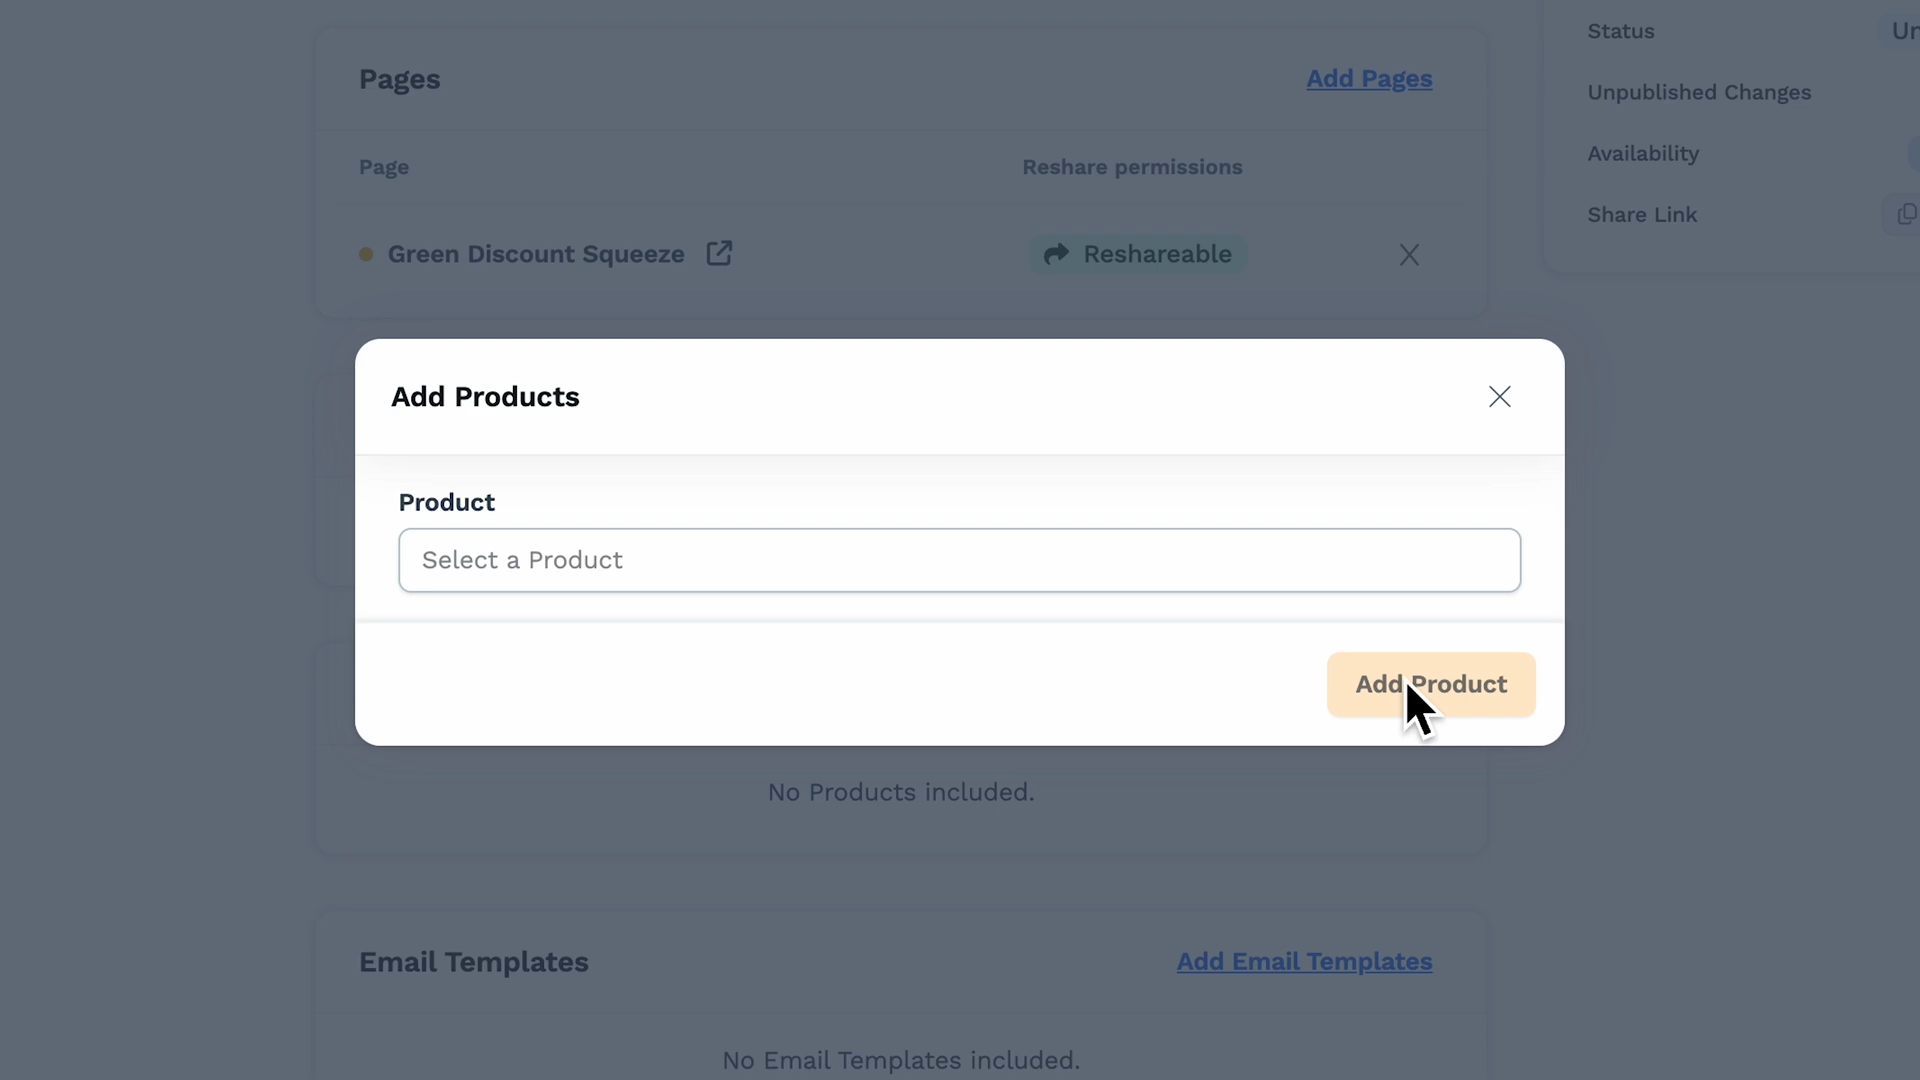 Status
Un
Pages
Add Pages
Unpublished Changes
Page
Reshare permissions
Availability
Share Link
Green Discount Squeeze
Reshareable
Add Products
Product
Select a Product
Add Product
No Products included.
Email Templates
Add Email Templates
No Email Templates included.